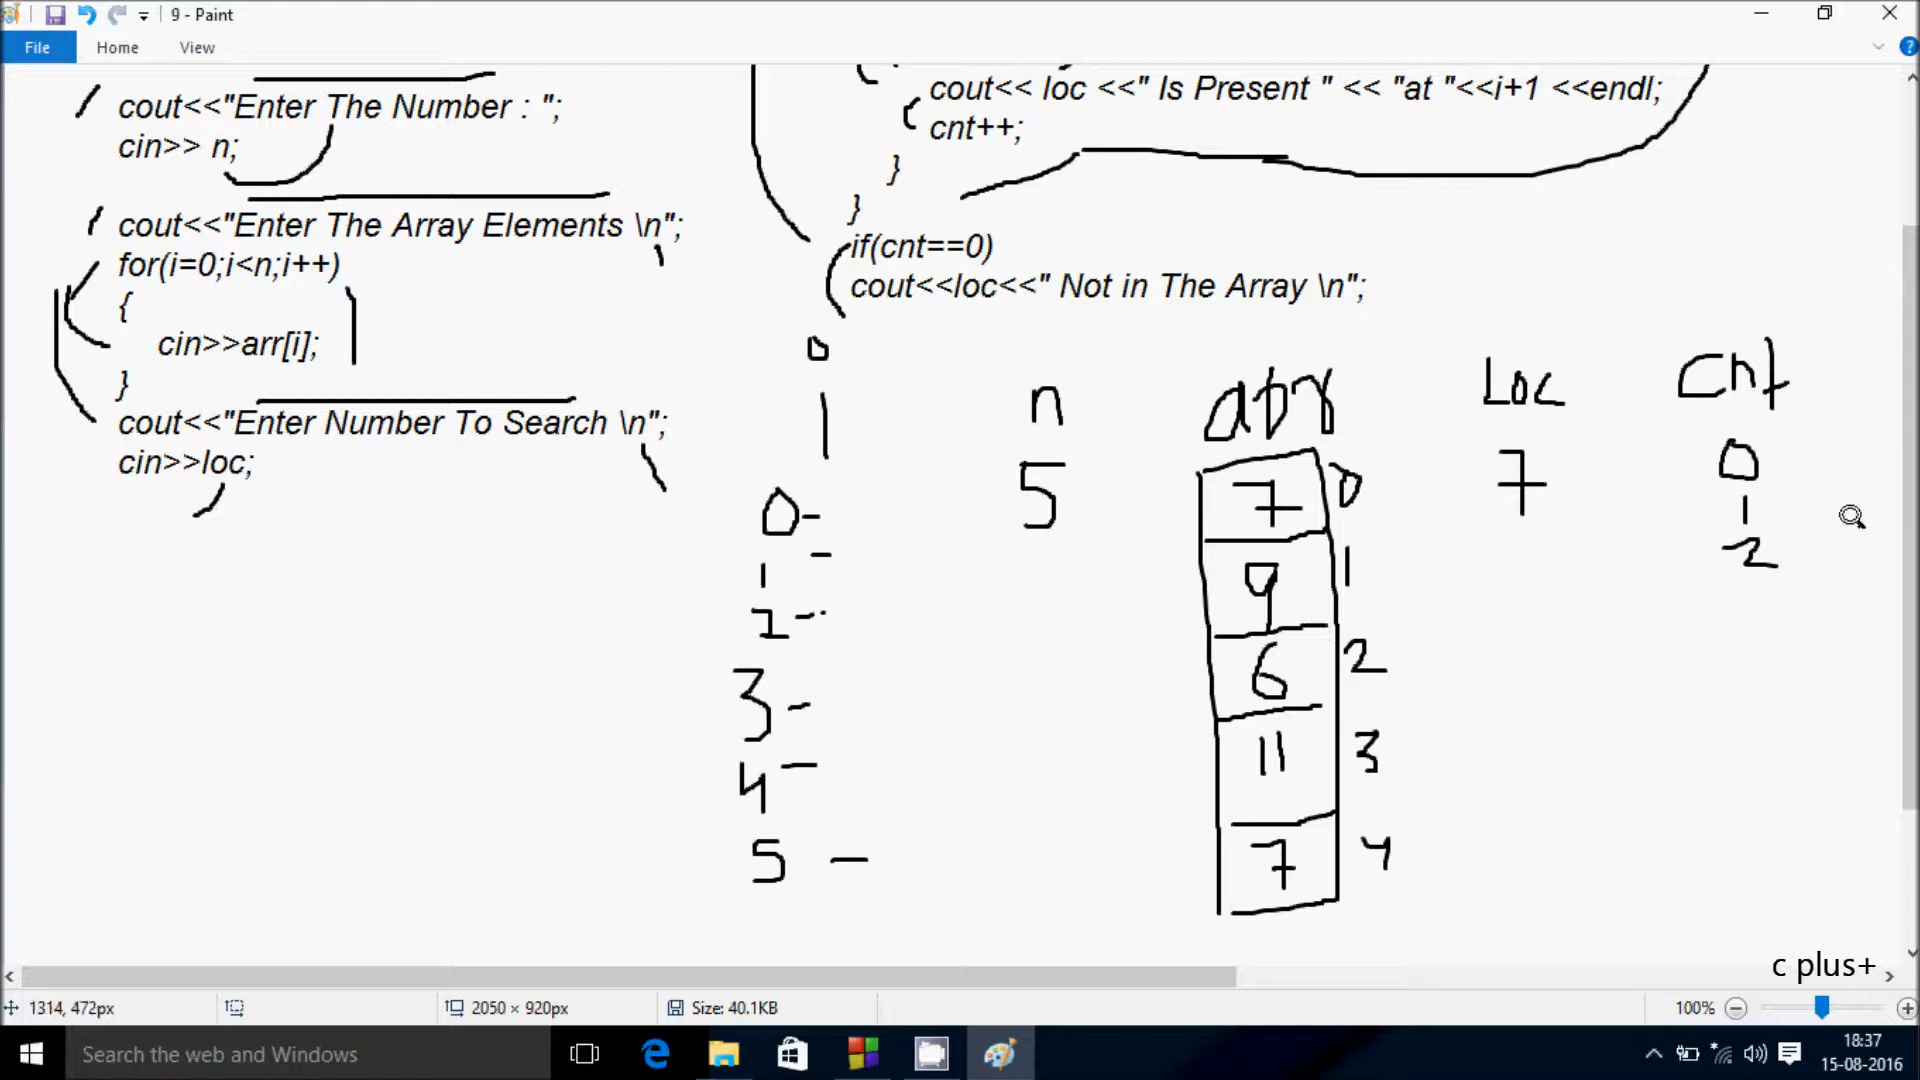 9 - Paint
File Home View
cout<<"Enter The Number : ";
cin>> n;
cout<<"Enter The Array Elements \n";
for(i=0;i<n;i++)
{
cin>>arr[i];
}
cout<<"Enter Number To Search \n";
cin>>loc;
cout<< loc <<" Is Present " << "at "<<i+1 <<endl;
cnt++;
}
}
if(cnt==0)
cout<<loc<<" Not in The Array \n";
0
1
0
1
2
3
4
5
n
5
arr
7 0
9 1
6 2
11 3
7 4
Loc
7
Cnt
0
1
2
c plus+
1314, 472px 2050 × 920px Size: 40.1KB 100%
Search the web and Windows
18:37
15-08-2016